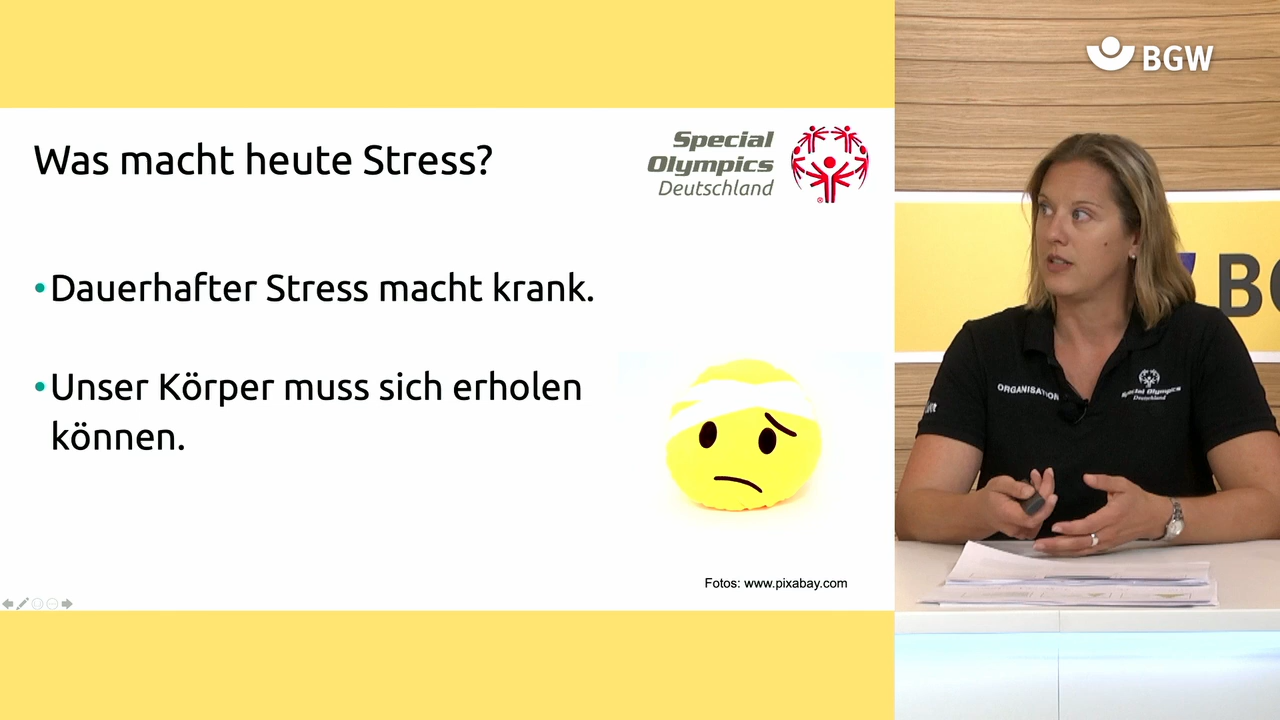 Was macht heute Stress?
Special
Olympics
Deutschland
•Dauerhafter Stress macht krank.
•Unser Körper muss sich erholen
können.
Fotos: www.pixabay.com
BGW
ORGANISATION
Special Olympics
Deutschland